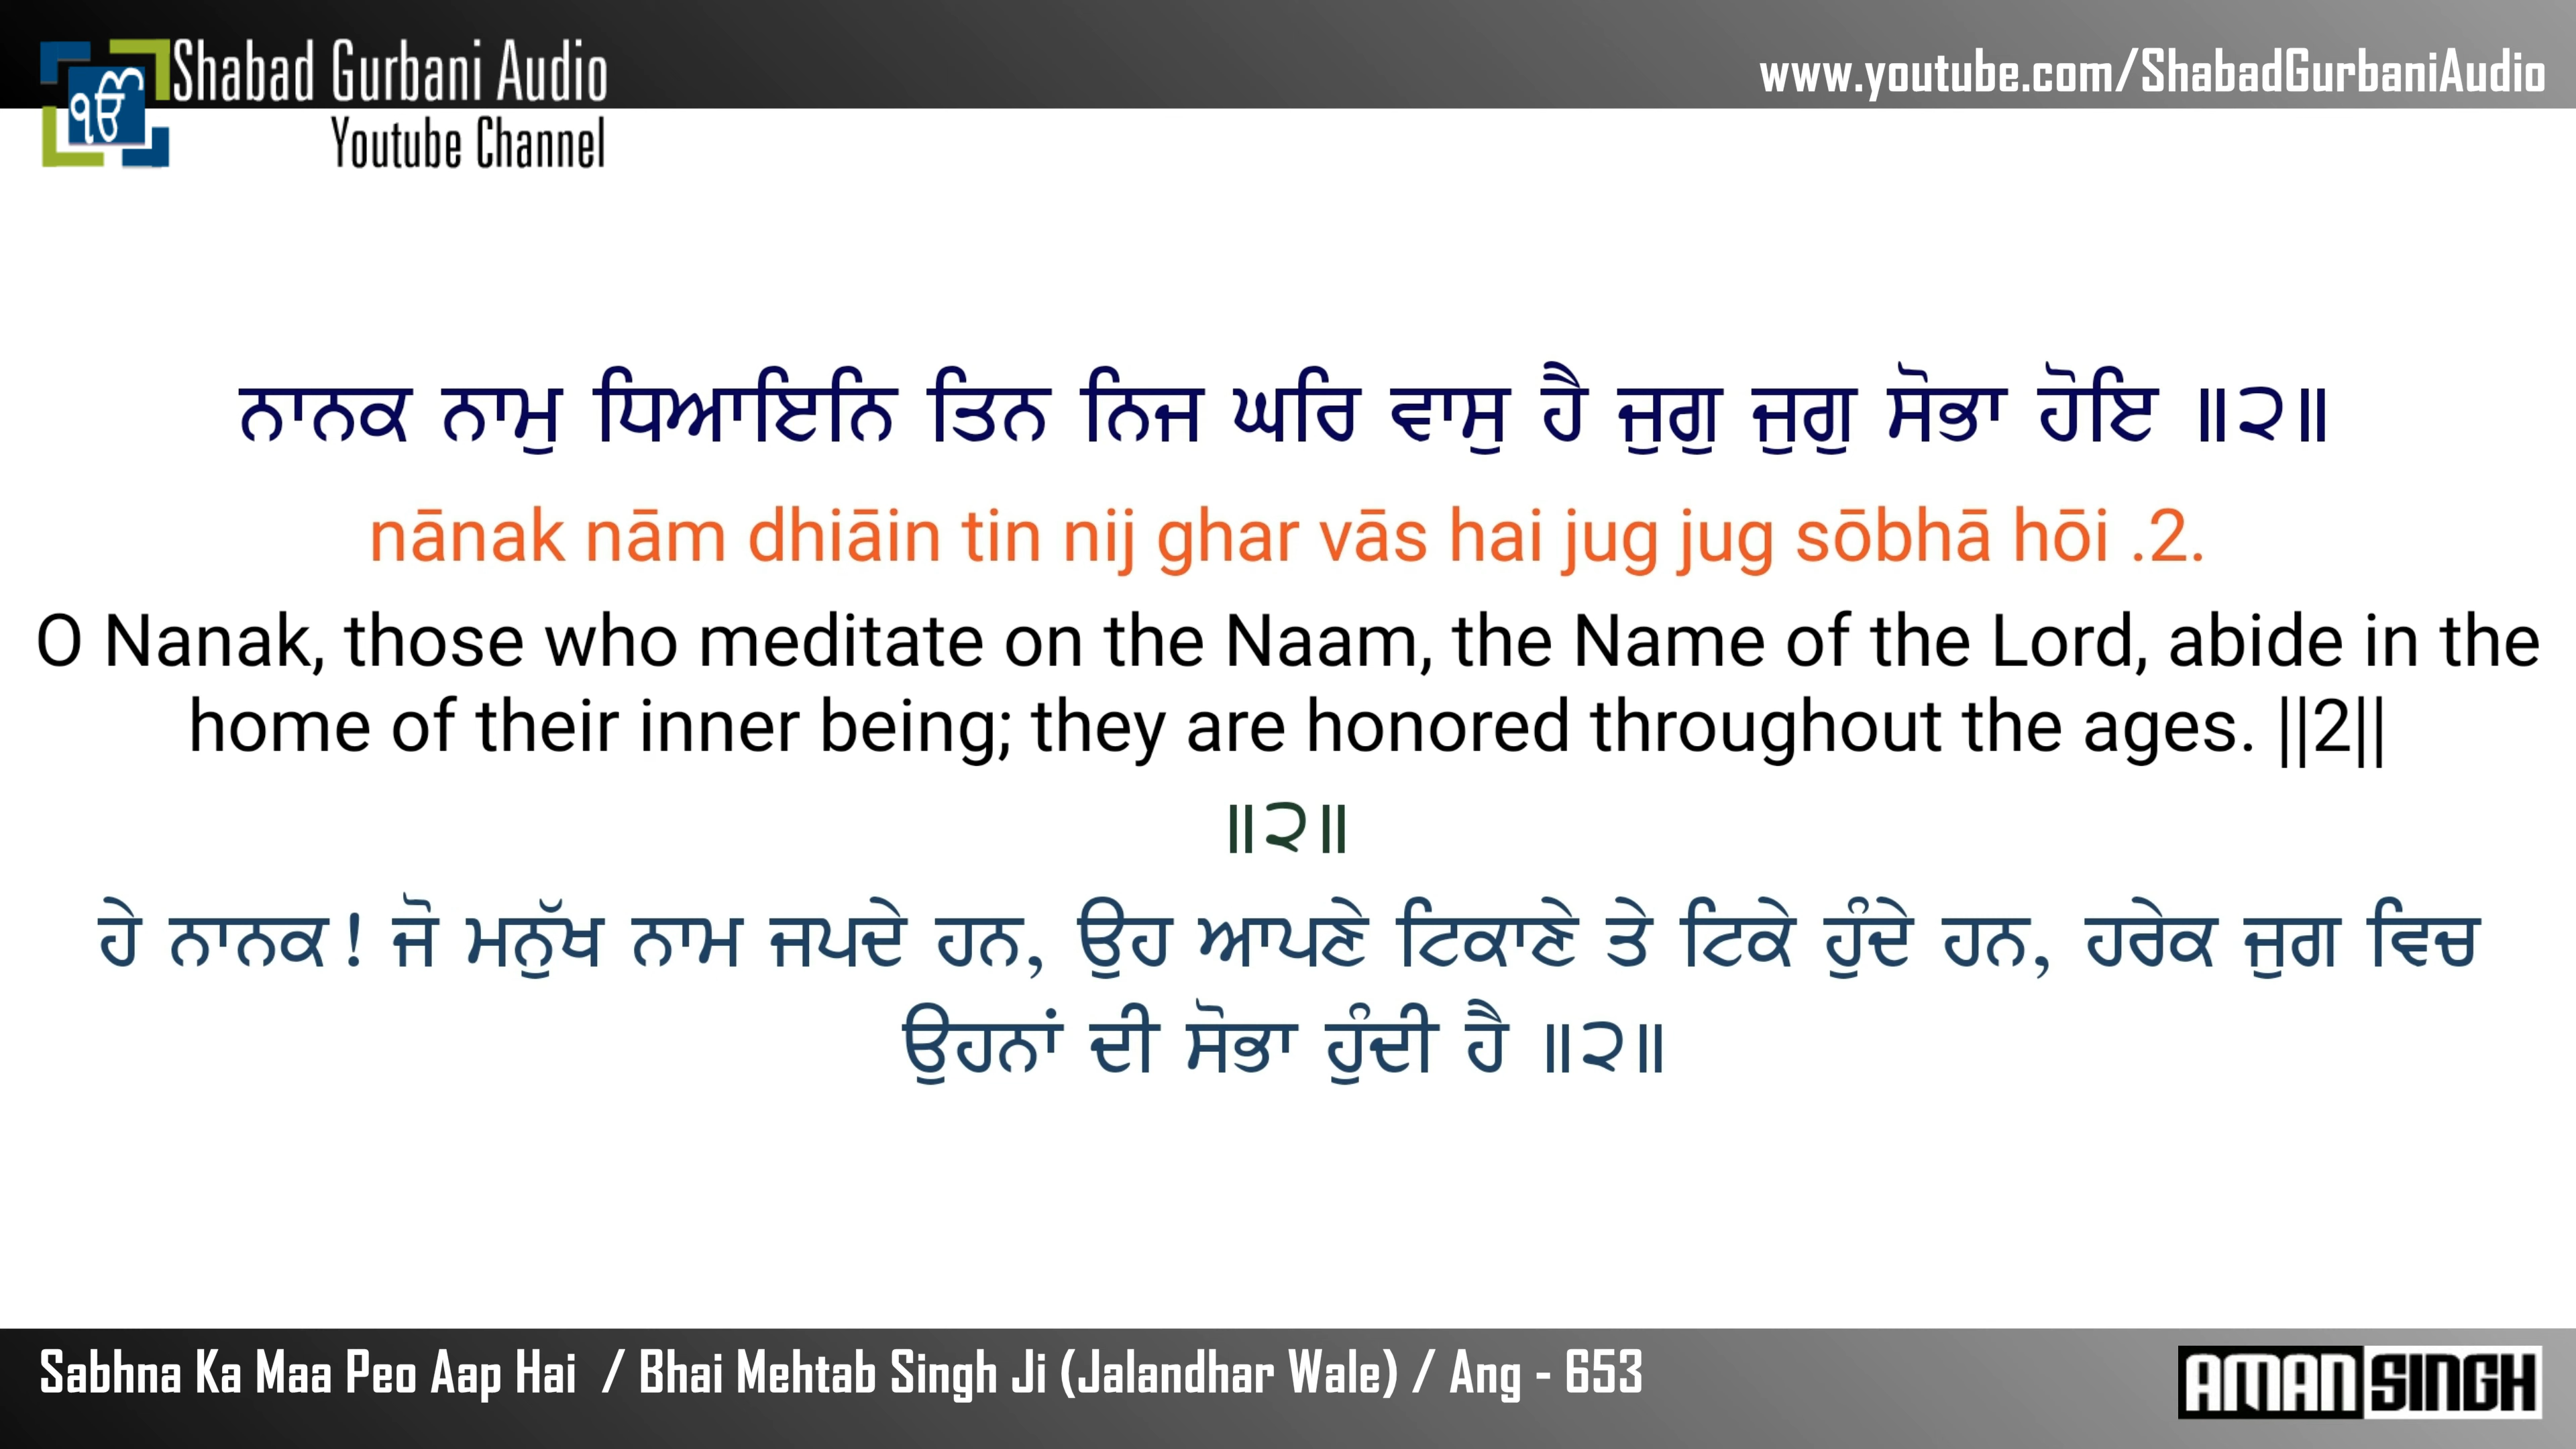 Shabad Gurbani Audio
Youtube Channel
ੴ
www.youtube.com/ShabadGurbaniAudio
ਨਾਨਕ ਨਾਮੁ ਧਿਆਇਨਿ ਤਿਨ ਨਿਜ ਘਰਿ ਵਾਸੁ ਹੈ ਜੁਗੁ ਜੁਗੁ ਸੋਭਾ ਹੋਇ ॥੨॥
nānak nām dhiāin tin nij ghar vās hai jug jug sōbhā hōi .2.
O Nanak, those who meditate on the Naam, the Name of the Lord, abide in the
home of their inner being; they are honored throughout the ages. ||2||
॥੨॥
ਹੇ ਨਾਨਕ! ਜੋ ਮਨੁੱਖ ਨਾਮ ਜਪਦੇ ਹਨ, ਉਹ ਆਪਣੇ ਟਿਕਾਣੇ ਤੇ ਟਿਕੇ ਹੁੰਦੇ ਹਨ, ਹਰੇਕ ਜੁਗ ਵਿਚ
ਉਹਨਾਂ ਦੀ ਸੋਭਾ ਹੁੰਦੀ ਹੈ ॥੨॥
Sabhna Ka Maa Peo Aap Hai / Bhai Mehtab Singh Ji (Jalandhar Wale) / Ang - 653
AMAN SINGH